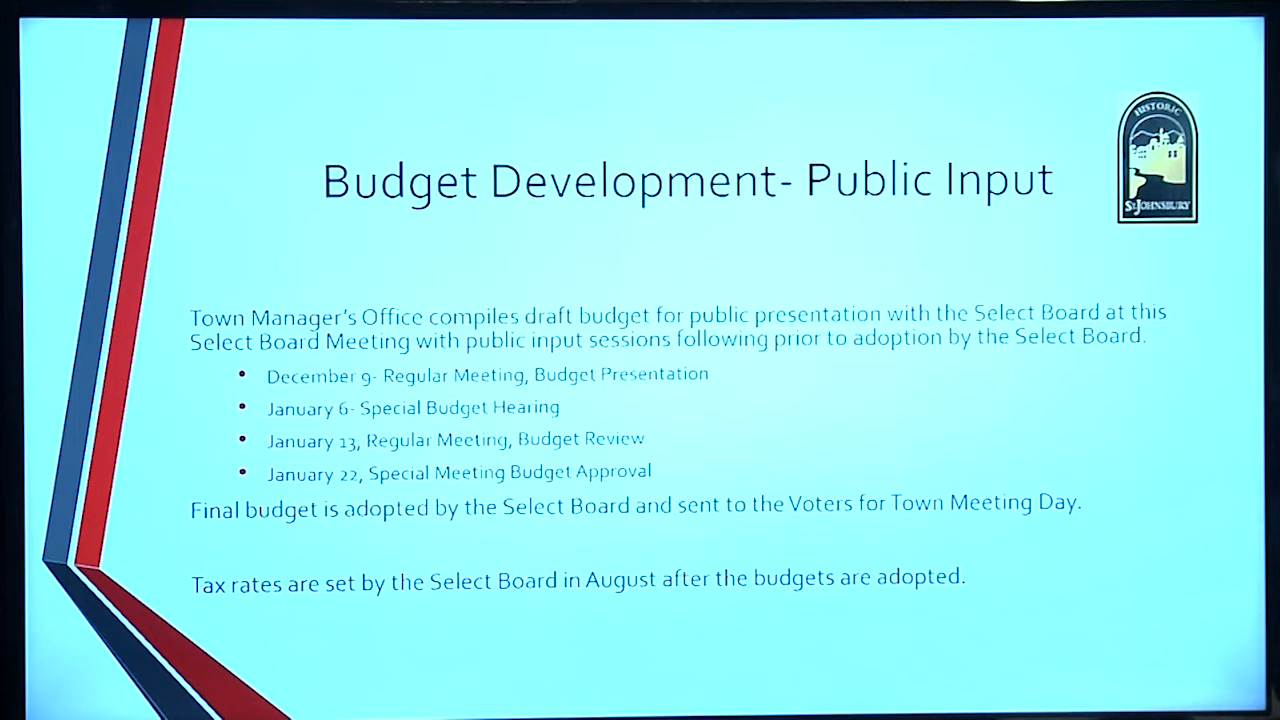 HISTORIC
St. JOHNSBURY
Budget Development- Public Input
Town Manager's Office compiles draft budget for public presentation with the Select Board at this
Select Board Meeting with public input sessions following prior to adoption by the Select Board.
• December 9- Regular Meeting, Budget Presentation
• January 6- Special Budget Hearing
• January 13, Regular Meeting, Budget Review
• January 22, Special Meeting Budget Approval
Final budget is adopted by the Select Board and sent to the Voters for Town Meeting Day.
Tax rates are set by the Select Board in August after the budgets are adopted.